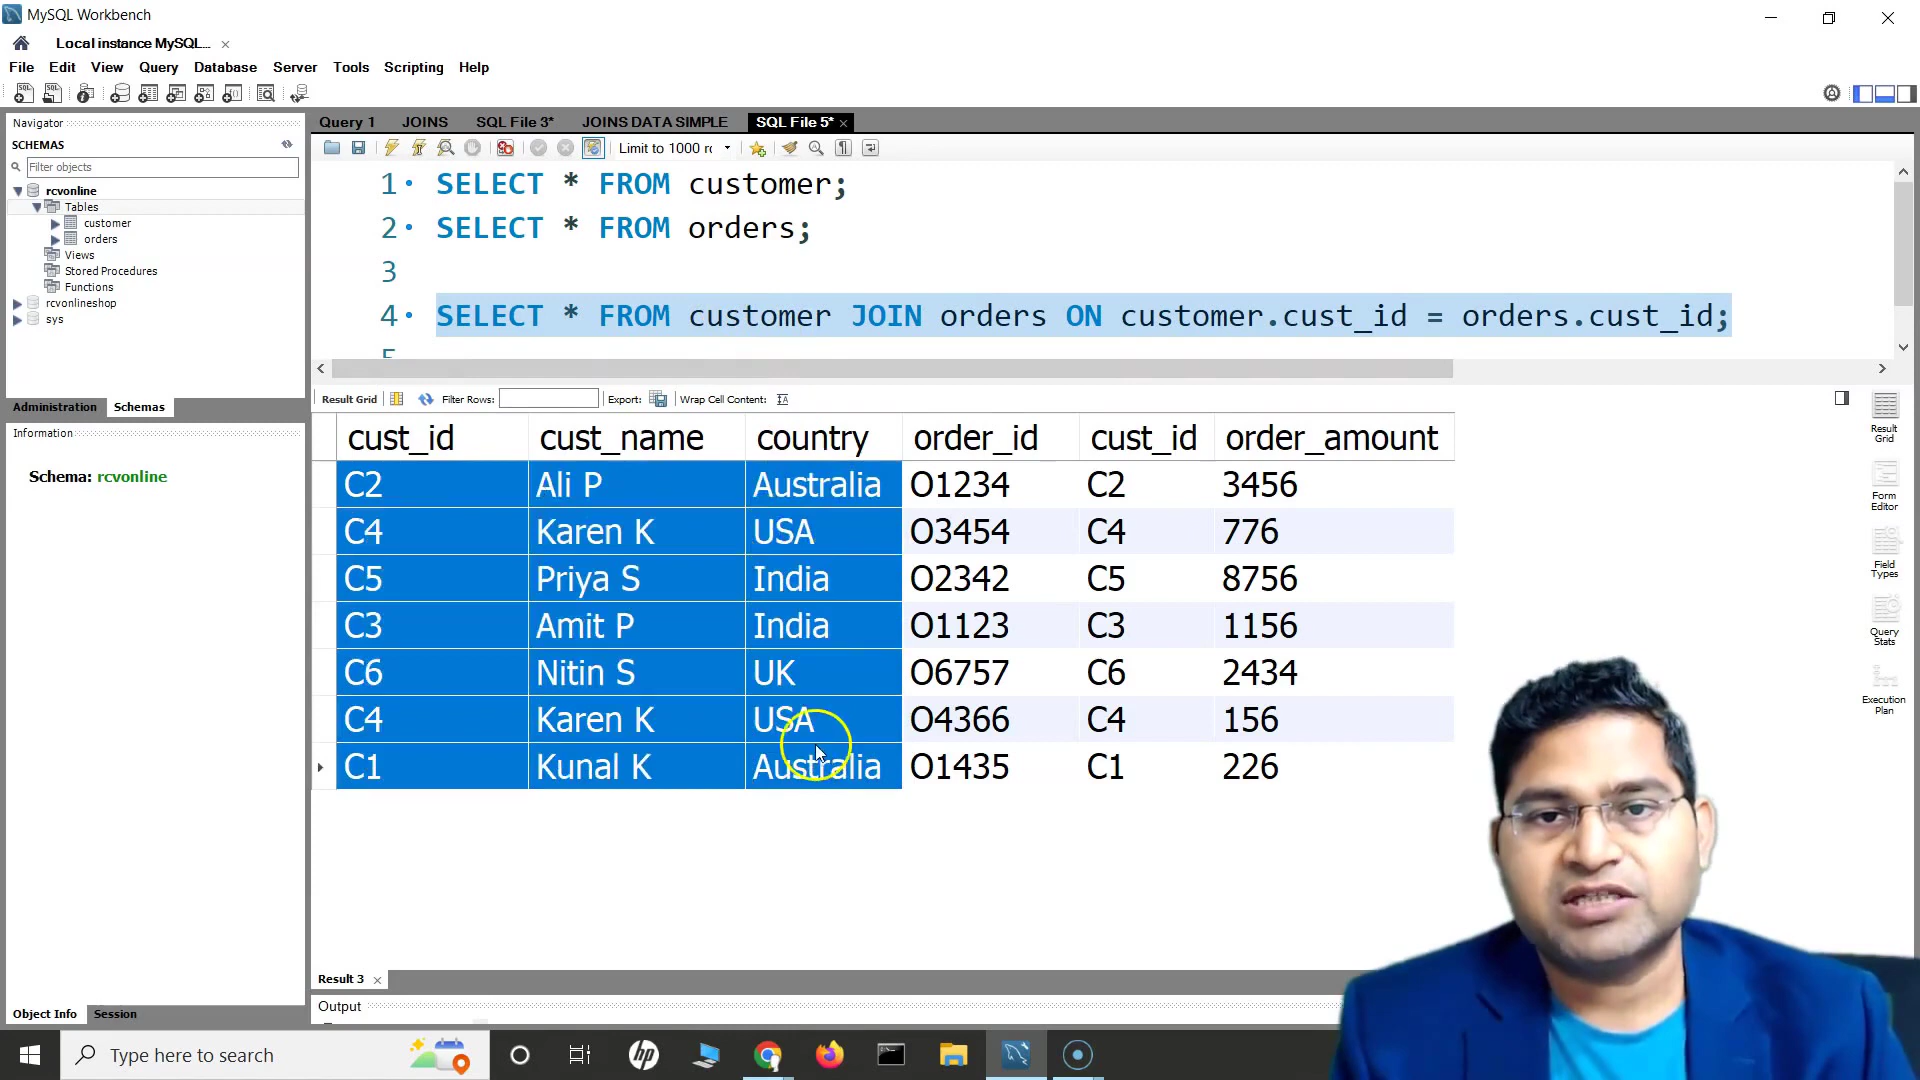 MySQL Workbench
Local instance MySQL...
File Edit View Query Database Server Tools Scripting Help
Navigator
SCHEMAS
Filter objects
rcvonline
Tables
customer
orders
Views
Stored Procedures
Functions
rcvonlineshop
sys
Administration Schemas
Information
Schema: rcvonline
Object Info Session
Query 1 JOINS SQL File 3* JOINS DATA SIMPLE SQL File 5*
Limit to 1000 rc
1 SELECT * FROM customer;
2 SELECT * FROM orders;
3
4 SELECT * FROM customer JOIN orders ON customer.cust_id = orders.cust_id;
5
Result Grid Filter Rows: Export: Wrap Cell Content:
cust_id cust_name country order_id cust_id order_amount
C2 Ali P Australia O1234 C2 3456
C4 Karen K USA O3454 C4 776
C5 Priya S India O2342 C5 8756
C3 Amit P India O1123 C3 1156
C6 Nitin S UK O6757 C6 2434
C4 Karen K USA O4366 C4 156
C1 Kunal K Australia O1435 C1 226
Result Grid
Form Editor
Field Types
Query Stats
Execution Plan
Result 3
Output
Type here to search
hp